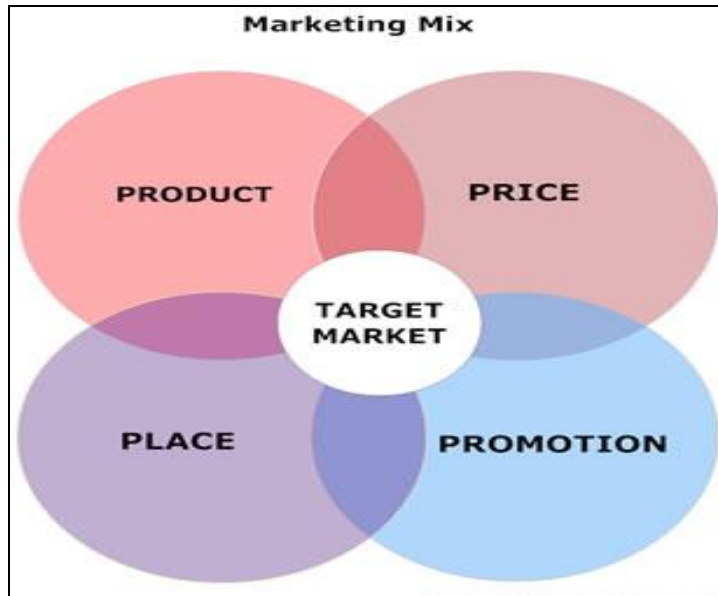 Marketing Mix
PRODUCT
PRICE
TARGET
MARKET
PLACE
PROMOTION